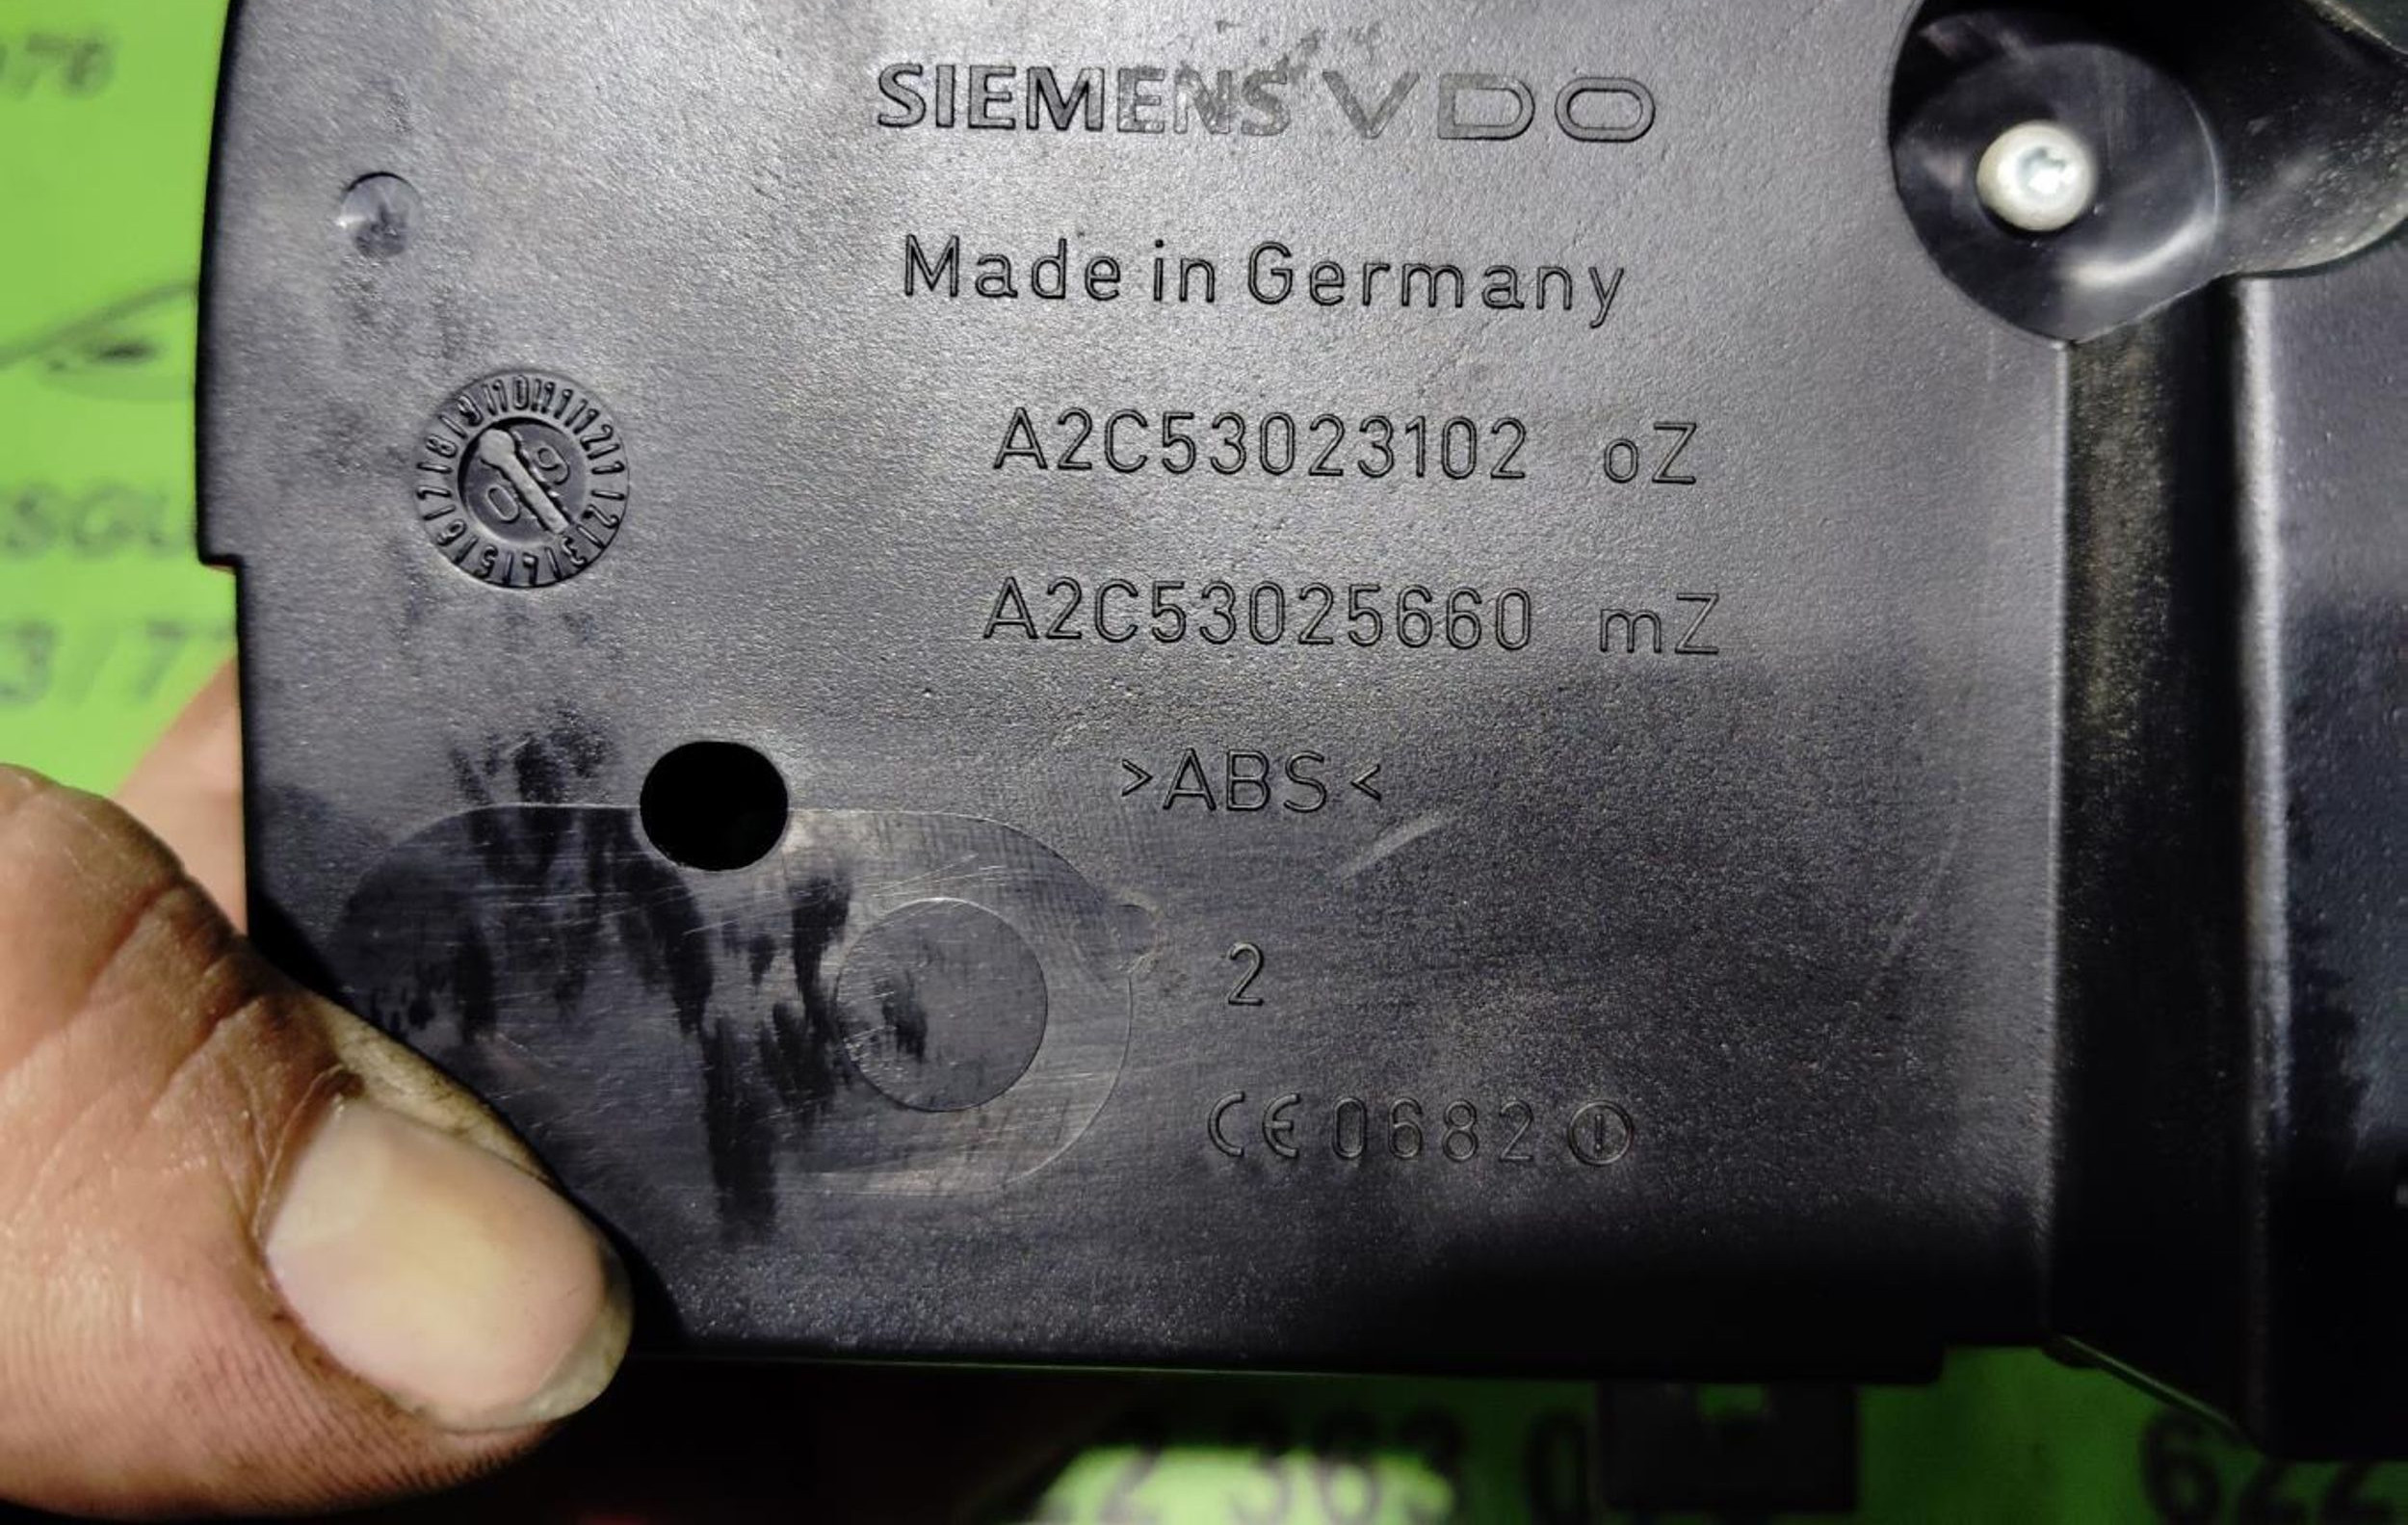 SIEMENS VDO
Made in Germany
A2C53023102 oZ
A2C53025660 mZ
>ABS<
2
CE 0682